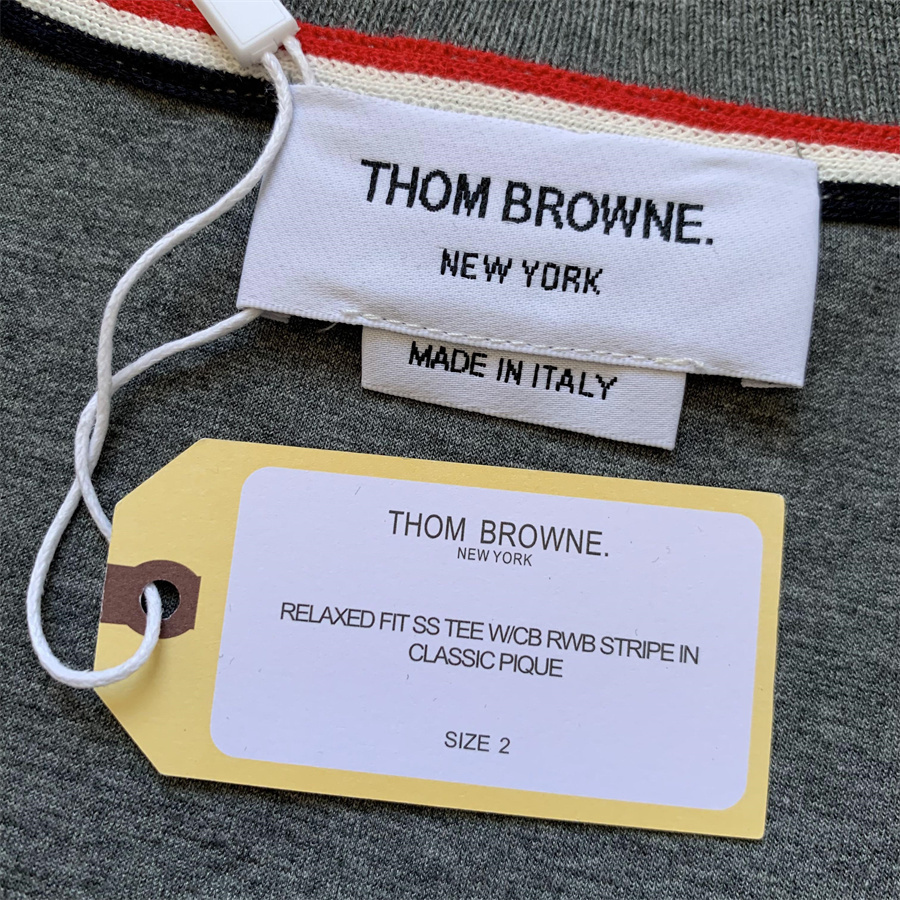 THOM BROWNE.
NEW YORK
MADE IN ITALY
THOM BROWNE.
NEW YORK
RELAXED FIT SS TEE W/CB RWB STRIPE IN
CLASSIC PIQUE
SIZE 2